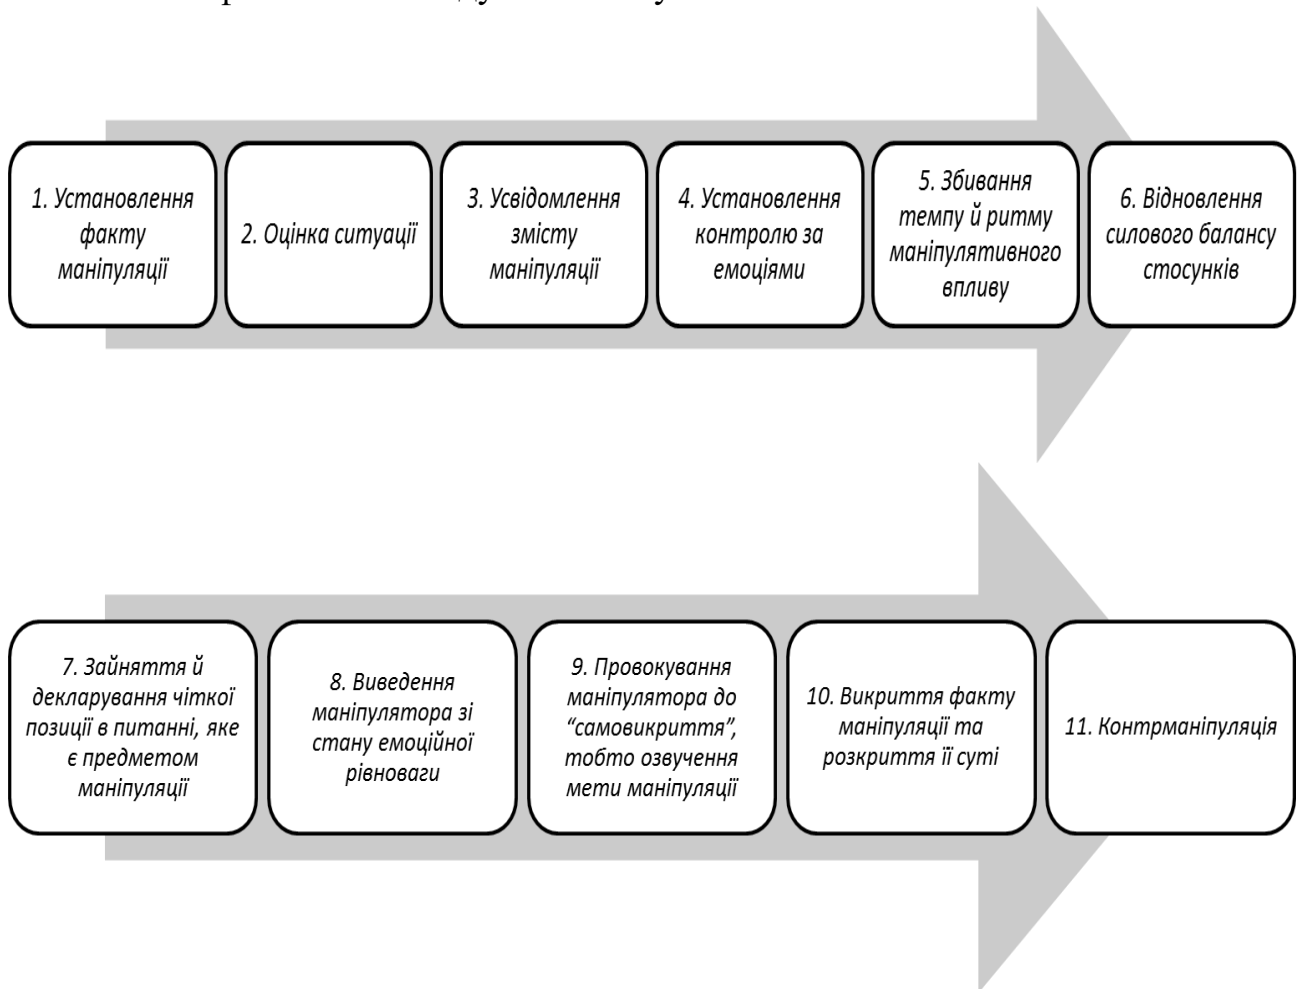 1. Установлення
факту
маніпуляції
2. Оцінка ситуації
3. Усвідомлення
змісту
маніпуляції
4. Установлення
контролю за
емоціями
5. Збивання
темпу й ритму
маніпулятивного
впливу
6. Відновлення
силового балансу
стосунків
7. Зайняття й
декларування чіткої
позиції в питанні, яке
є предметом
маніпуляції
8. Виведення
маніпулятора зі
стану емоційної
рівноваги
9. Провокування
маніпулятора до
“самовикриття”,
тобто озвучення
мети маніпуляції
10. Викриття факту
маніпуляції та
розкриття її суті
11. Контрманіпуляція